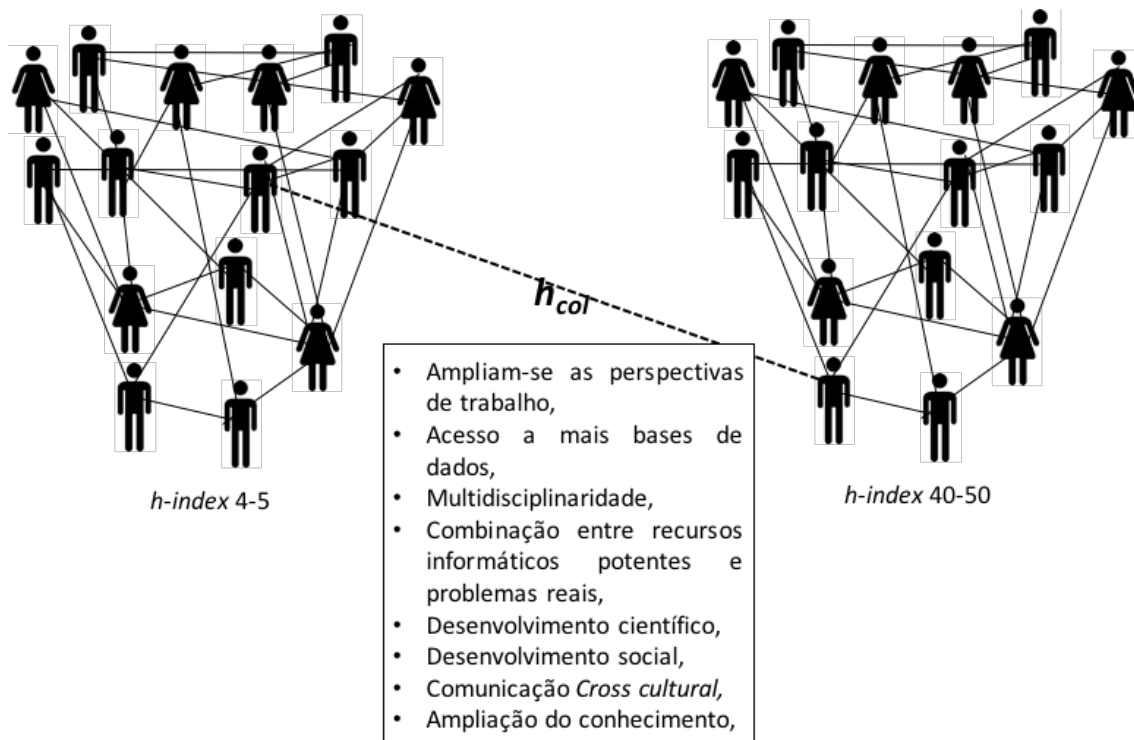 h_col
• Ampliam-se as perspectivas
de trabalho,
• Acesso a mais bases de
dados,
• Multidisciplinaridade,
• Combinação entre recursos
informáticos potentes e
problemas reais,
• Desenvolvimento científico,
• Desenvolvimento social,
• Comunicação Cross cultural,
• Ampliação do conhecimento,
h-index 4-5
h-index 40-50